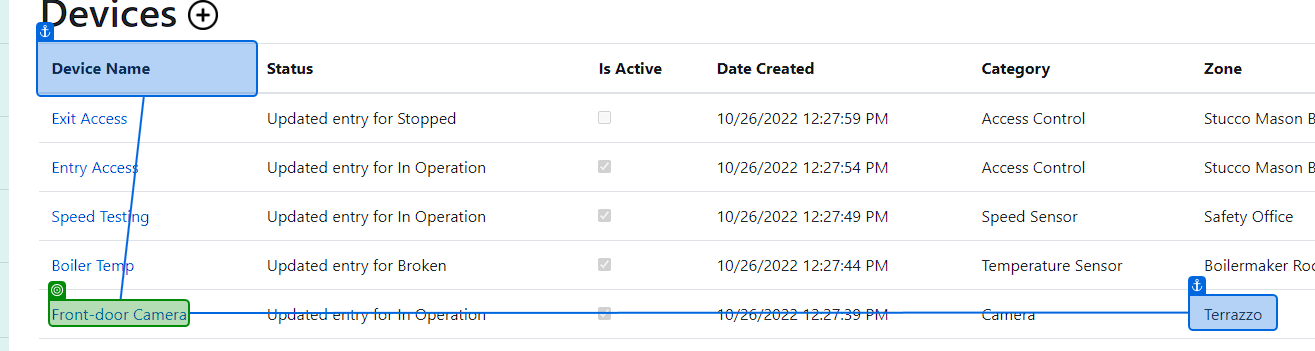 Devices
Device Name Status Is Active Date Created Category Zone
Exit Access Updated entry for Stopped 10/26/2022 12:27:59 PM Access Control Stucco Mason B
Entry Access Updated entry for In Operation 10/26/2022 12:27:54 PM Access Control Stucco Mason B
Speed Testing Updated entry for In Operation 10/26/2022 12:27:49 PM Speed Sensor Safety Office
Boiler Temp Updated entry for Broken 10/26/2022 12:27:44 PM Temperature Sensor Boilermaker Roo
Front-door Camera Updated entry for In Operation 10/26/2022 12:27:39 PM Camera Terrazzo